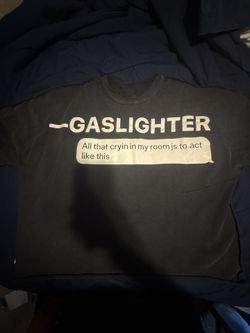 —GASLIGHTER
All that cryin in my room js to act
like this